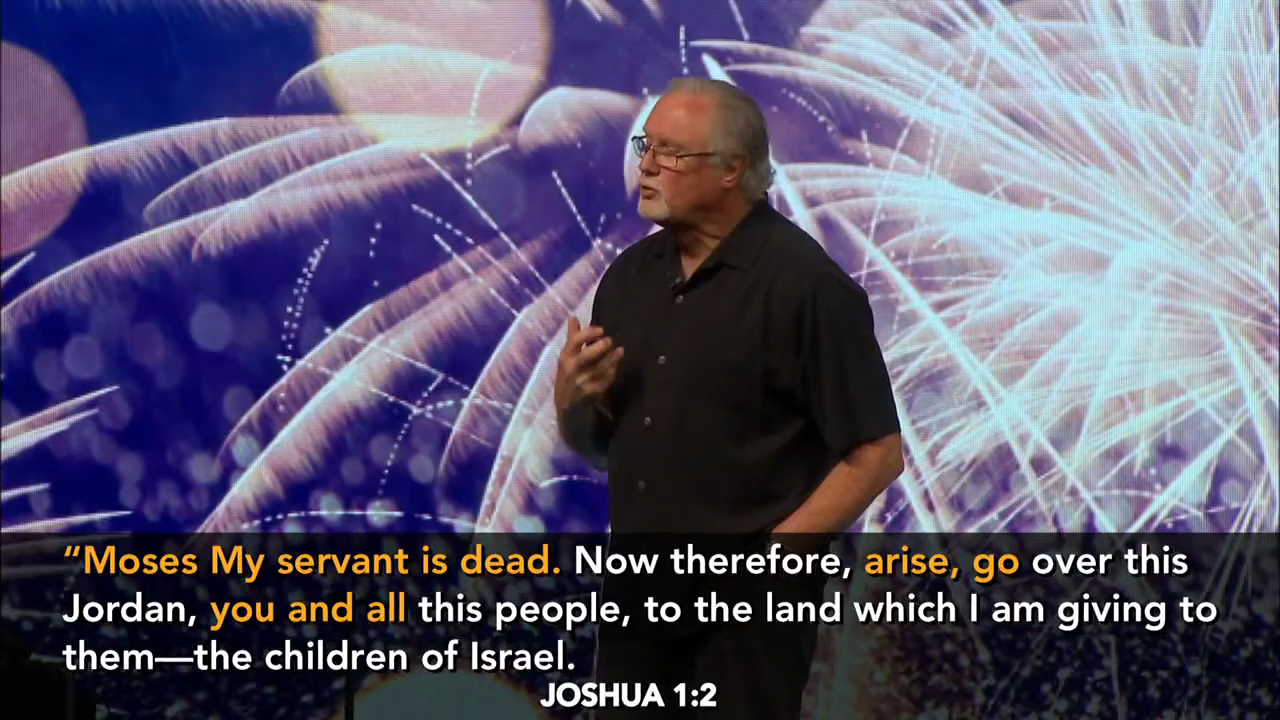 “Moses My servant is dead. Now therefore, arise, go over this
Jordan, you and all this people, to the land which I am giving to
them—the children of Israel.
JOSHUA 1:2